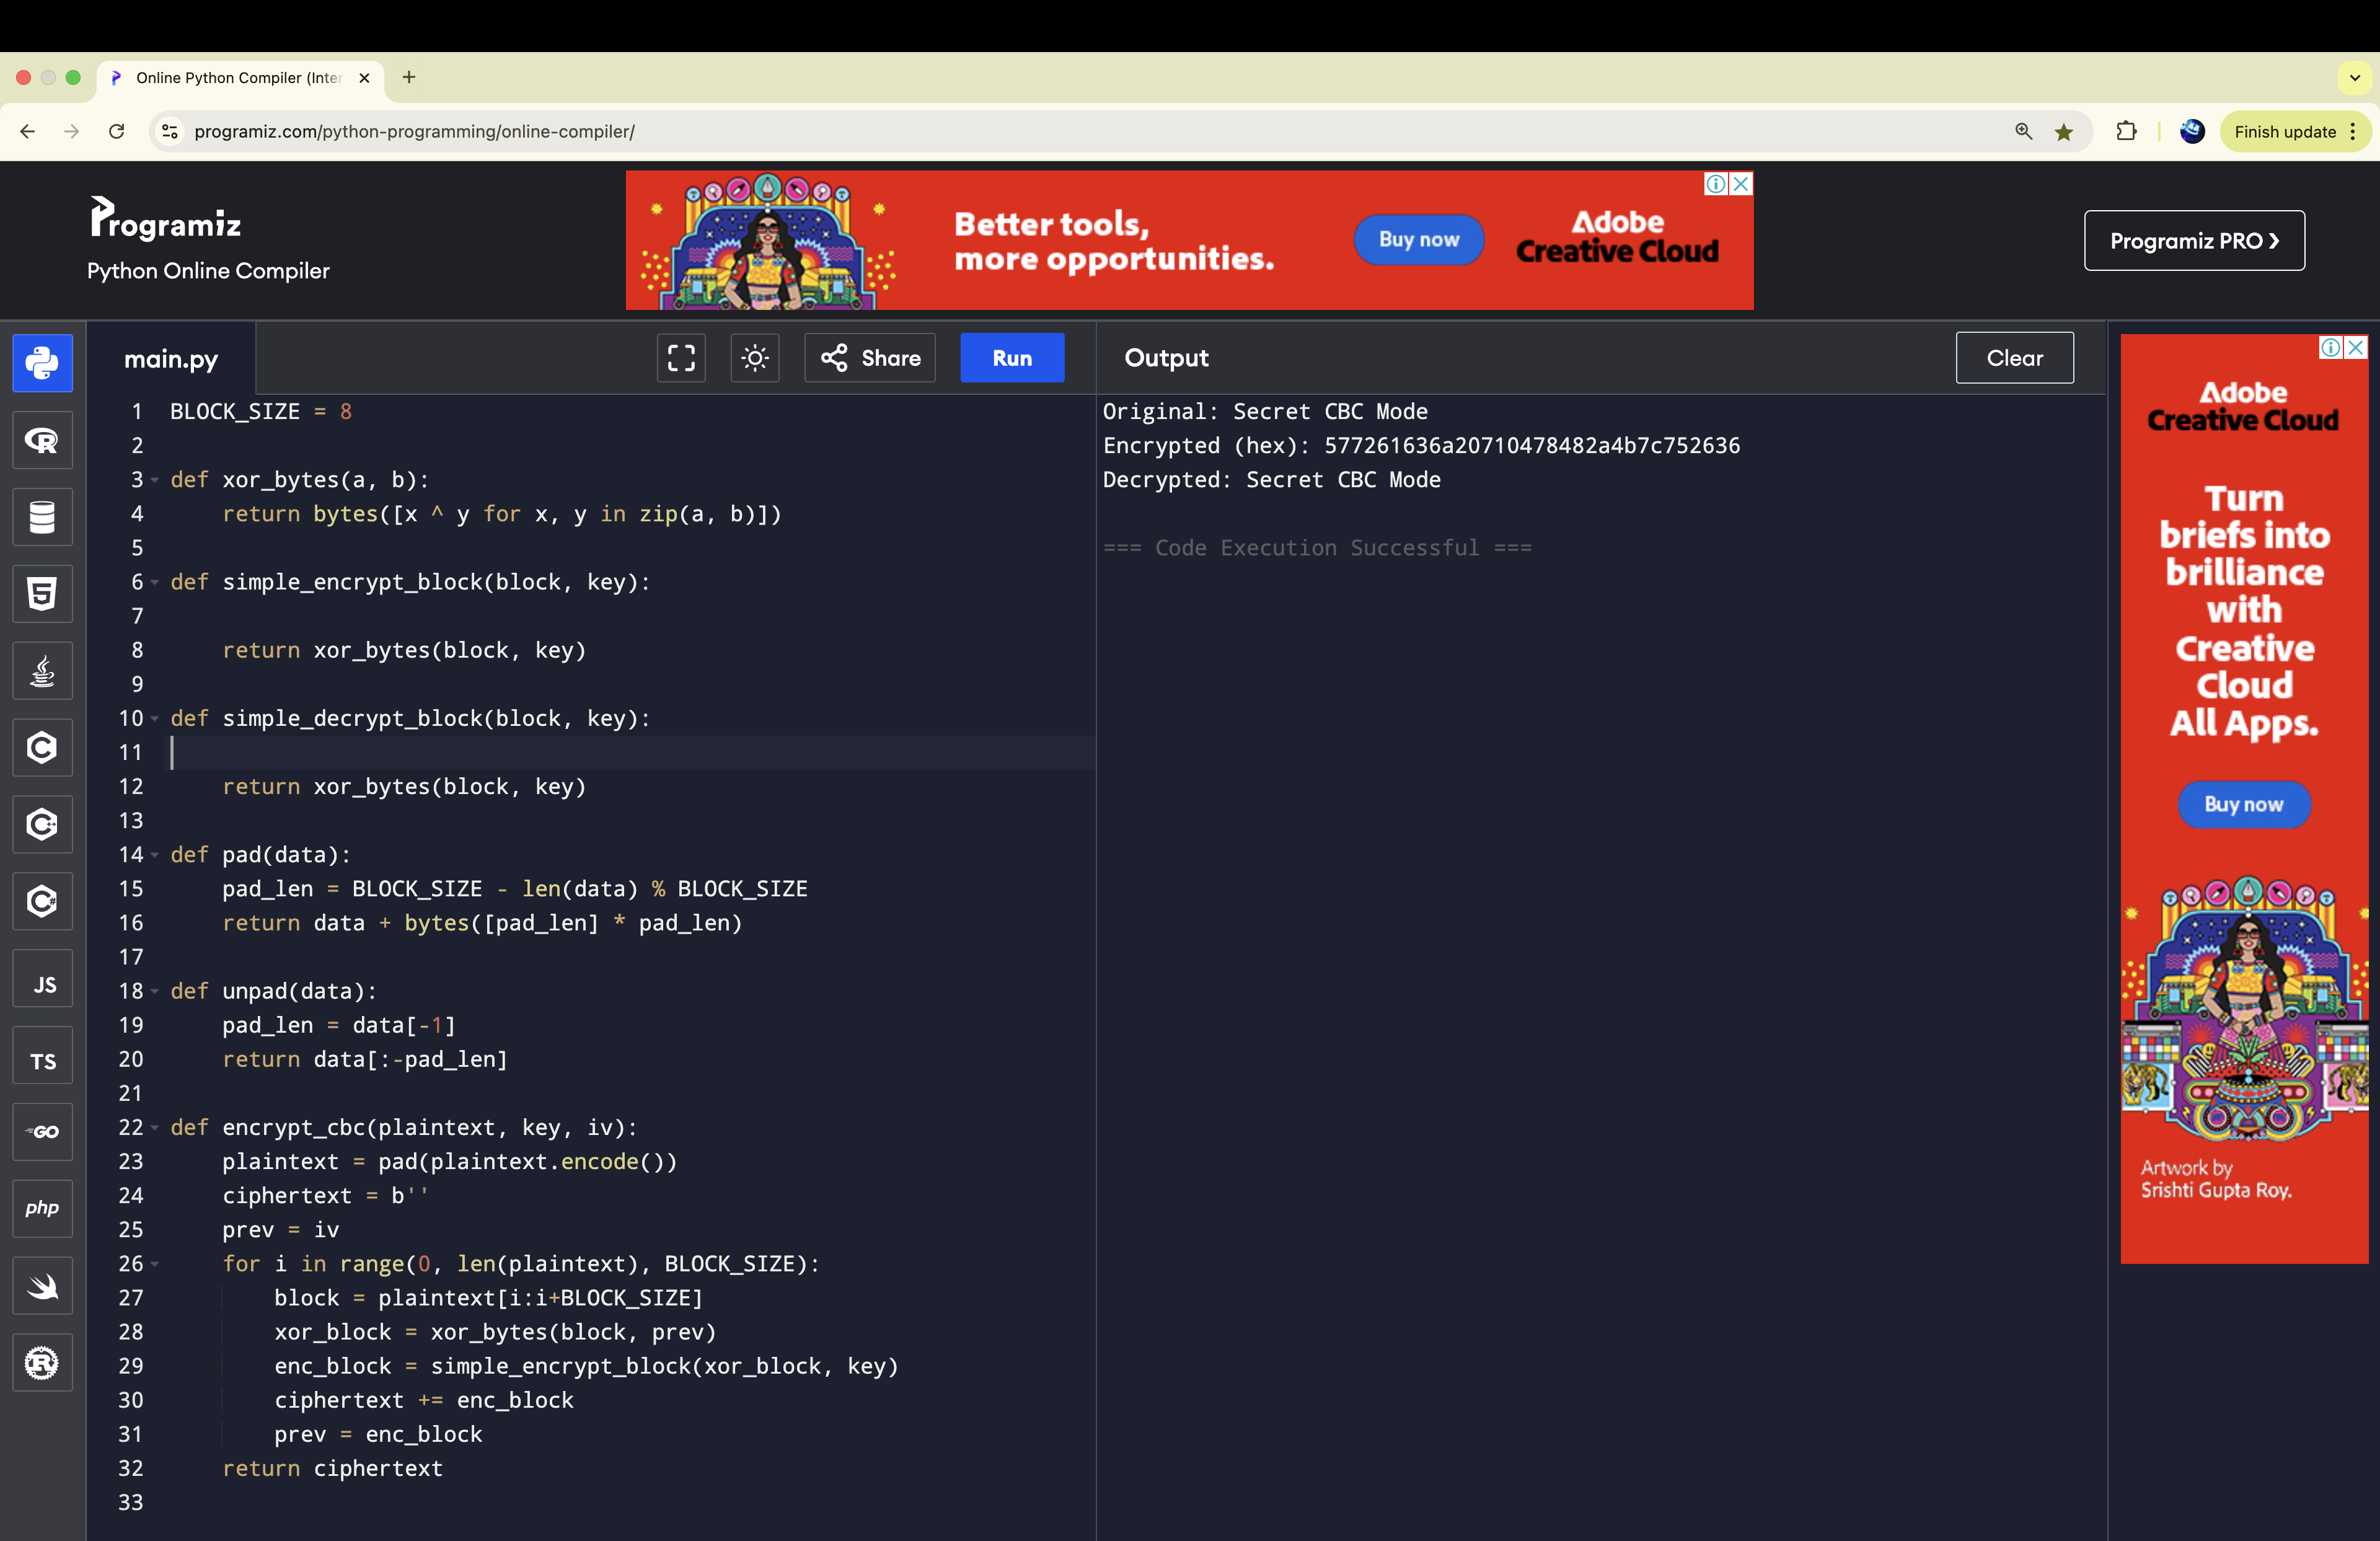 Online Python Compiler (Inter
programiz.com/python-programming/online-compiler/
Finish update
Programiz
Python Online Compiler
Better tools,
more opportunities.
Buy now
Adobe
Creative Cloud
Programiz PRO ❯
main.py
Share
Run
Output
Clear
1 BLOCK_SIZE = 8
2
3 def xor_bytes(a, b):
4     return bytes([x ^ y for x, y in zip(a, b)])
5
6 def simple_encrypt_block(block, key):
7
8     return xor_bytes(block, key)
9
10 def simple_decrypt_block(block, key):
11
12     return xor_bytes(block, key)
13
14 def pad(data):
15     pad_len = BLOCK_SIZE - len(data) % BLOCK_SIZE
16     return data + bytes([pad_len] * pad_len)
17
18 def unpad(data):
19     pad_len = data[-1]
20     return data[:-pad_len]
21
22 def encrypt_cbc(plaintext, key, iv):
23     plaintext = pad(plaintext.encode())
24     ciphertext = b''
25     prev = iv
26     for i in range(0, len(plaintext), BLOCK_SIZE):
27         block = plaintext[i:i+BLOCK_SIZE]
28         xor_block = xor_bytes(block, prev)
29         enc_block = simple_encrypt_block(xor_block, key)
30         ciphertext += enc_block
31         prev = enc_block
32     return ciphertext
33
Original: Secret CBC Mode
Encrypted (hex): 577261636a20710478482a4b7c752636
Decrypted: Secret CBC Mode
=== Code Execution Successful ===
R
5
C
C++
C#
JS
TS
GO
php
R
Adobe
Creative Cloud
Turn
briefs into
brilliance
with
Creative
Cloud
All Apps.
Buy now
Artwork by
Srishti Gupta Roy.